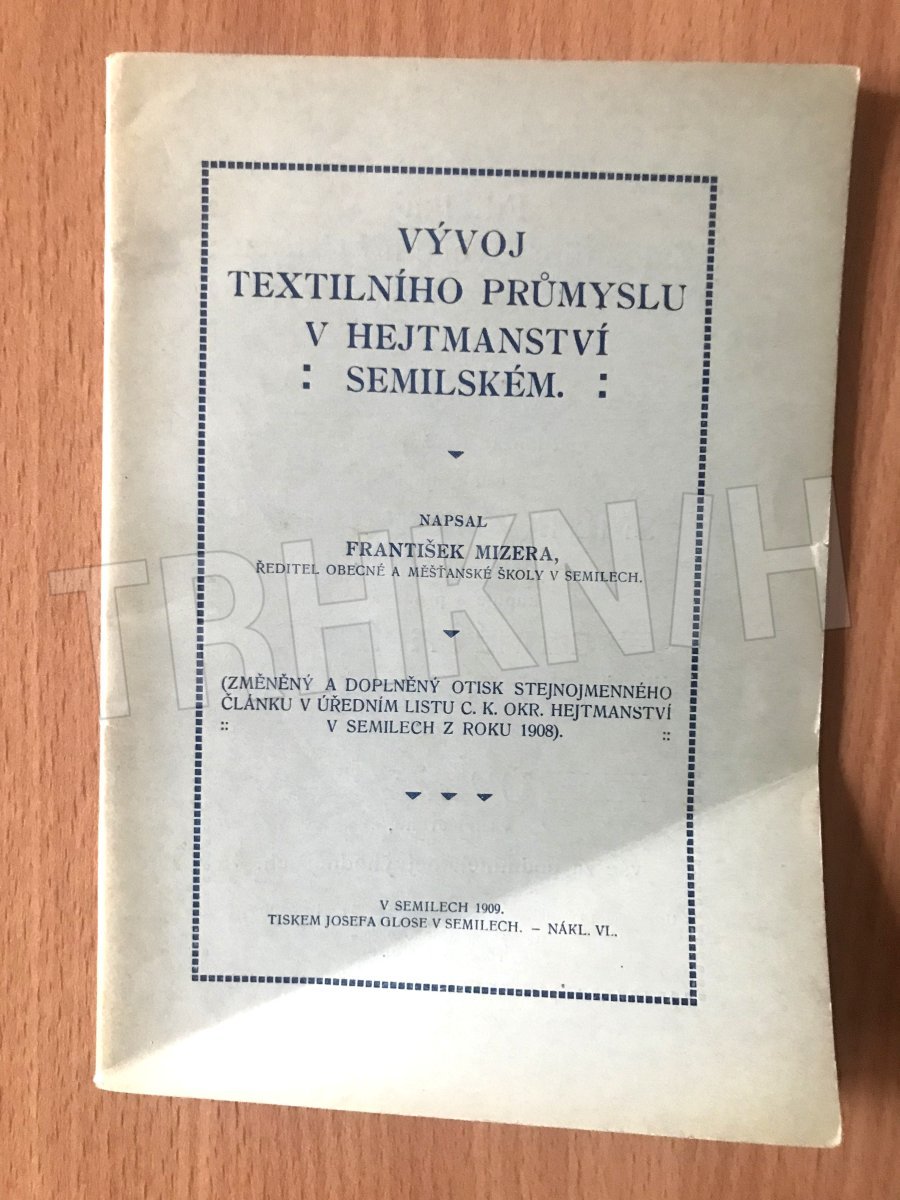 VÝVOJ
TEXTILNÍHO PRŮMYSLU
V HEJTMANSTVÍ
: SEMILSKÉM. :
NAPSAL
FRANTIŠEK MIZERA,
ŘEDITEL OBECNÉ A MĚŠŤANSKÉ ŠKOLY V SEMILECH.
TRHKNIH
(ZMĚNĚNÝ A DOPLNĚNÝ OTISK STEJNOJMENNÉHO
ČLÁNKU V ÚŘEDNÍM LISTU C. K. OKR. HEJTMANSTVÍ
:: V SEMILECH Z ROKU 1908). ::
V SEMILECH 1909.
TISKEM JOSEFA GLOSE V SEMILECH. – NÁKL. VL.